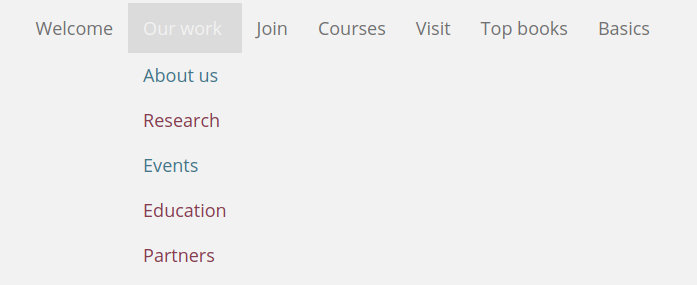 Welcome Our work Join Courses Visit Top books Basics
About us
Research
Events
Education
Partners